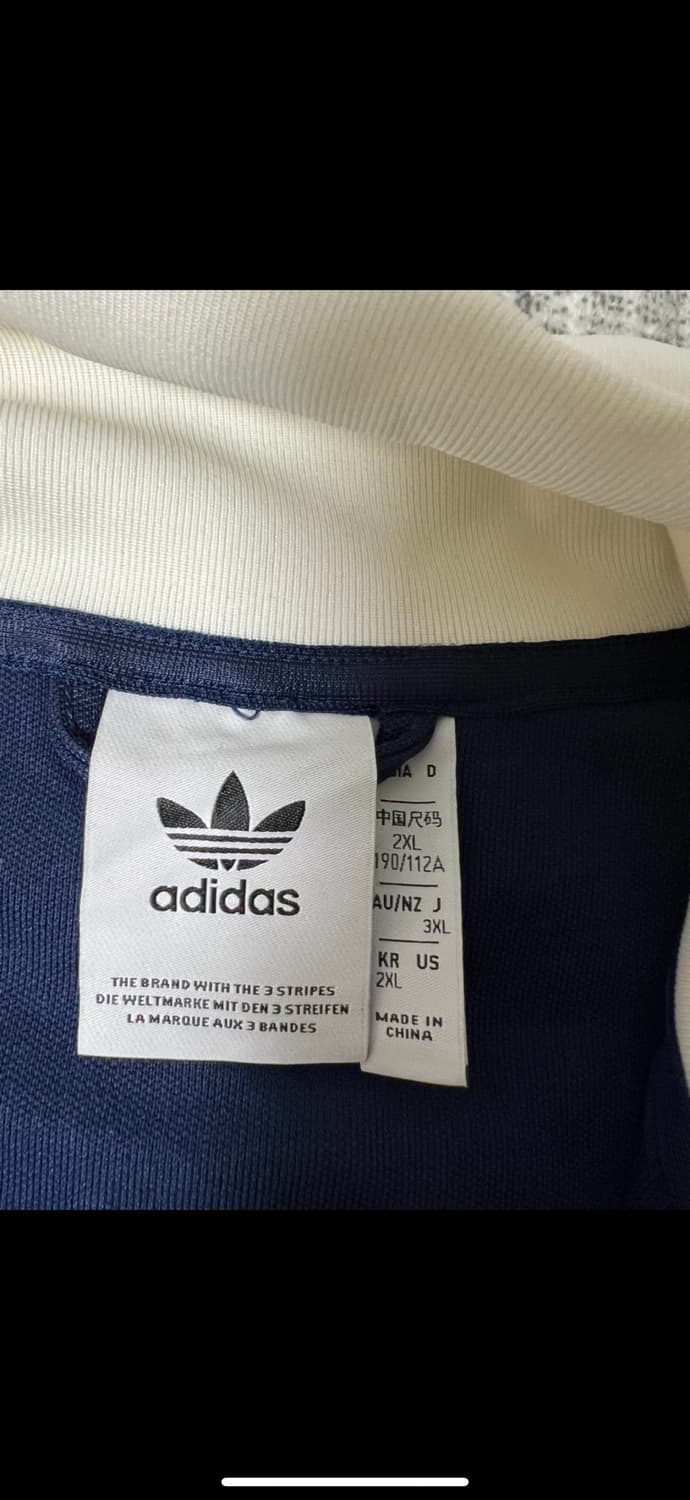 adidas
THE BRAND WITH THE 3 STRIPES
DIE WELTMARKE MIT DEN 3 STREIFEN
LA MARQUE AUX 3 BANDES
D
中国尺码
2XL
190/112A
AU/NZ J
3XL
KR US
2XL
MADE IN
CHINA